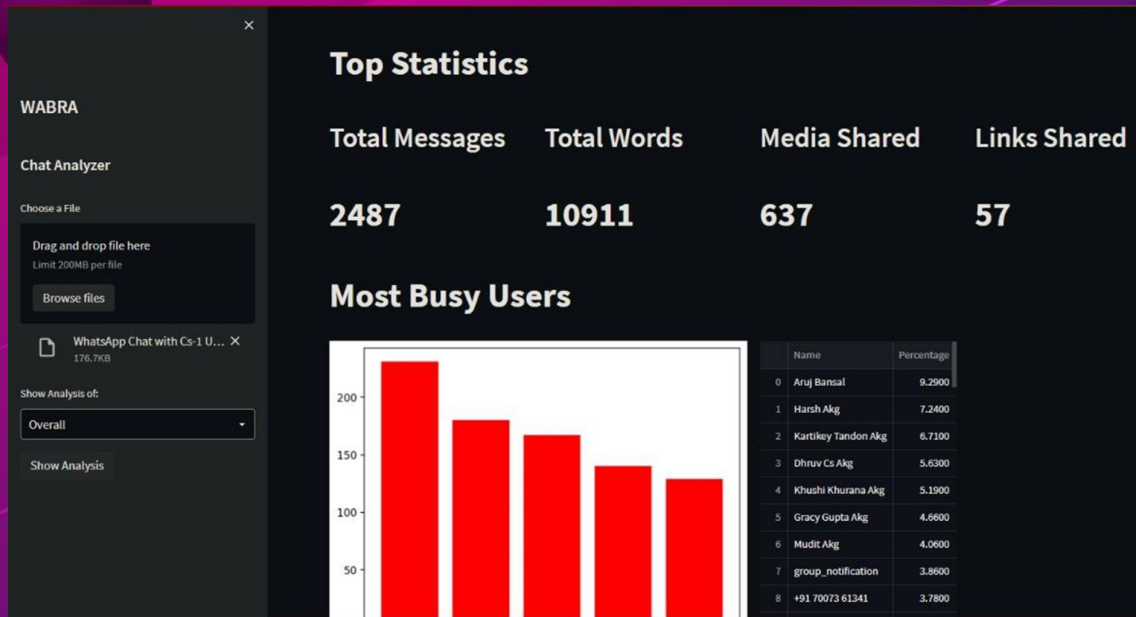 WABRA
Chat Analyzer
Choose a File
Drag and drop file here
Limit 200MB per file
Browse files
WhatsApp Chat with Cs-1 U...
176.7KB
Show Analysis of:
Overall
Show Analysis
Top Statistics
Total Messages Total Words Media Shared Links Shared
2487 10911 637 57
Most Busy Users
200
150
100
50
Name Percentage
0 Aruj Bansal 9.2900
1 Harsh Akg 7.2400
2 Kartikey Tandon Akg 6.7100
3 Dhruv Cs Akg 5.6300
4 Khushi Khurana Akg 5.1900
5 Gracy Gupta Akg 4.6600
6 Mudit Akg 4.0600
7 group_notification 3.8600
8 +91 70073 61341 3.7800